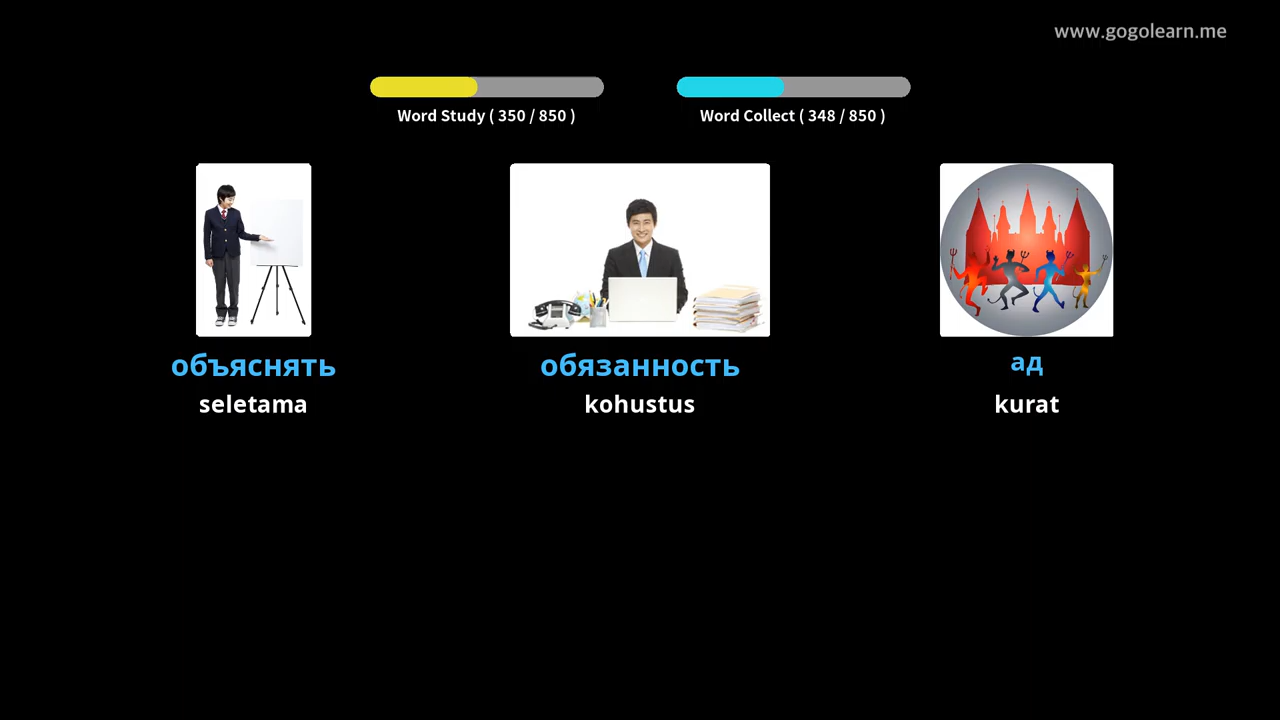 www.gogolearn.me
Word Study ( 350 / 850 )
Word Collect ( 348 / 850 )
объяснять
seletama
обязанность
kohustus
ад
kurat